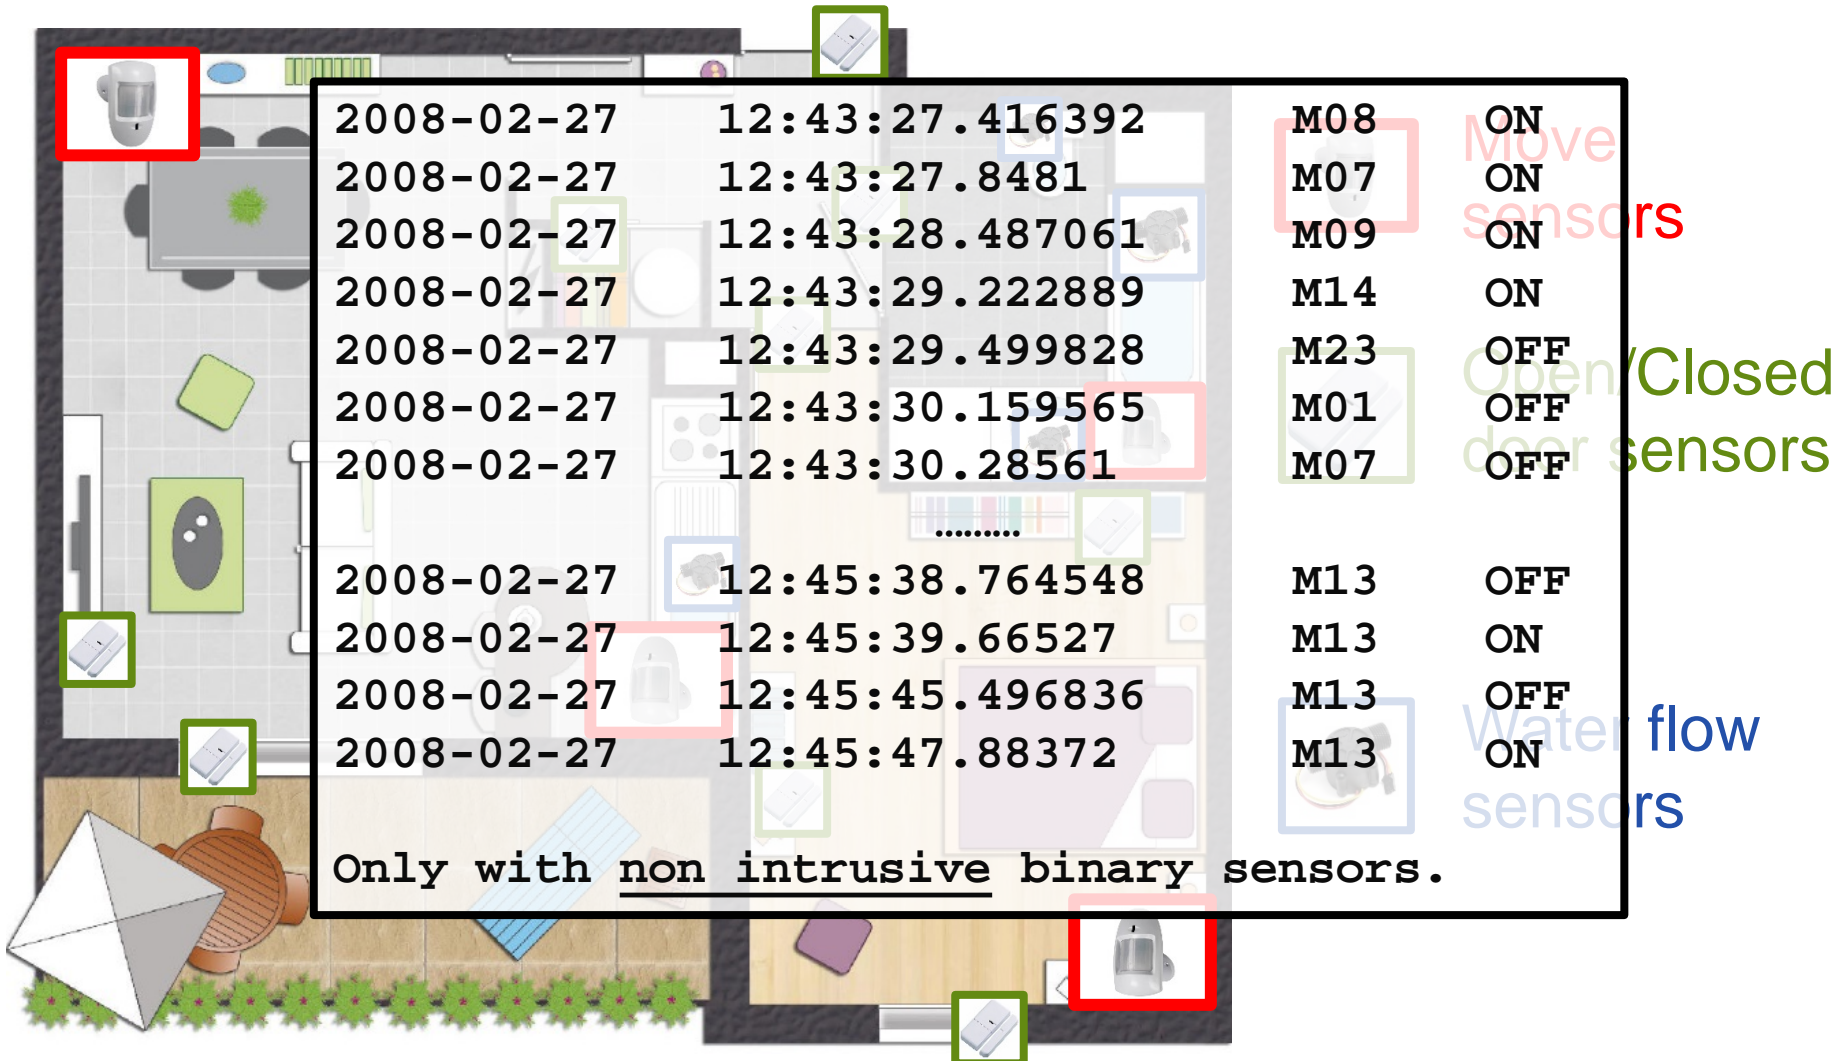 2008-02-27 12:43:27.416392 M08 ON
2008-02-27 12:43:27.8481 M07 ON
2008-02-27 12:43:28.487061 M09 ON
2008-02-27 12:43:29.222889 M14 ON
2008-02-27 12:43:29.499828 M23 OFF
2008-02-27 12:43:30.159565 M01 OFF
2008-02-27 12:43:30.28561 M07 OFF
.........
2008-02-27 12:45:38.764548 M13 OFF
2008-02-27 12:45:39.66527 M13 ON
2008-02-27 12:45:45.496836 M13 OFF
2008-02-27 12:45:47.88372 M13 ON
Only with non intrusive binary sensors.
Move
sensors
Open/Closed
door sensors
Water flow
sensors